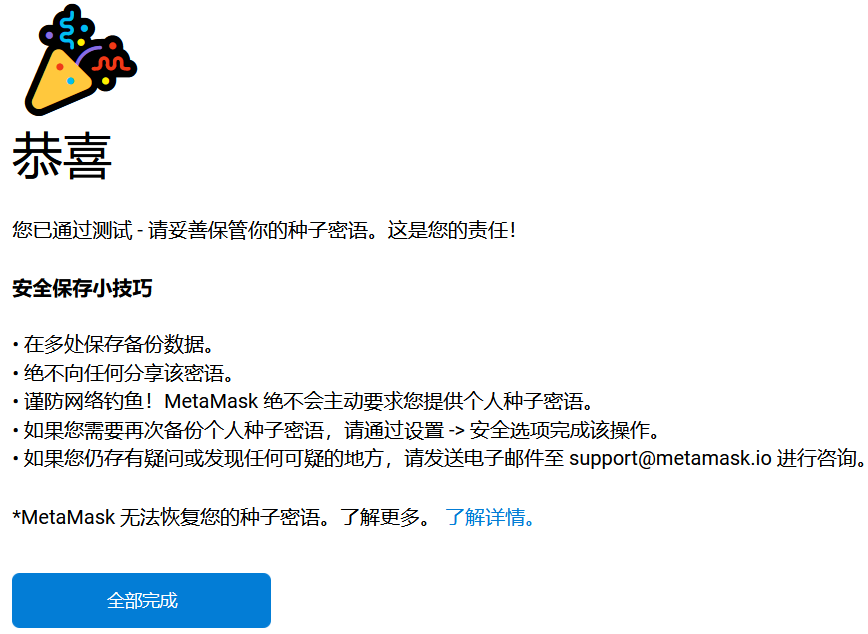 恭喜
您已通过测试 - 请妥善保管你的种子密语。这是您的责任！
安全保存小技巧
• 在多处保存备份数据。
• 绝不向任何分享该密语。
• 谨防网络钓鱼！MetaMask 绝不会主动要求您提供个人种子密语。
• 如果您需要再次备份个人种子密语，请通过设置 -> 安全选项完成该操作。
• 如果您仍存有疑问或发现任何可疑的地方，请发送电子邮件至 support@metamask.io 进行咨询。
*MetaMask 无法恢复您的种子密语。了解更多。 了解详情。
全部完成